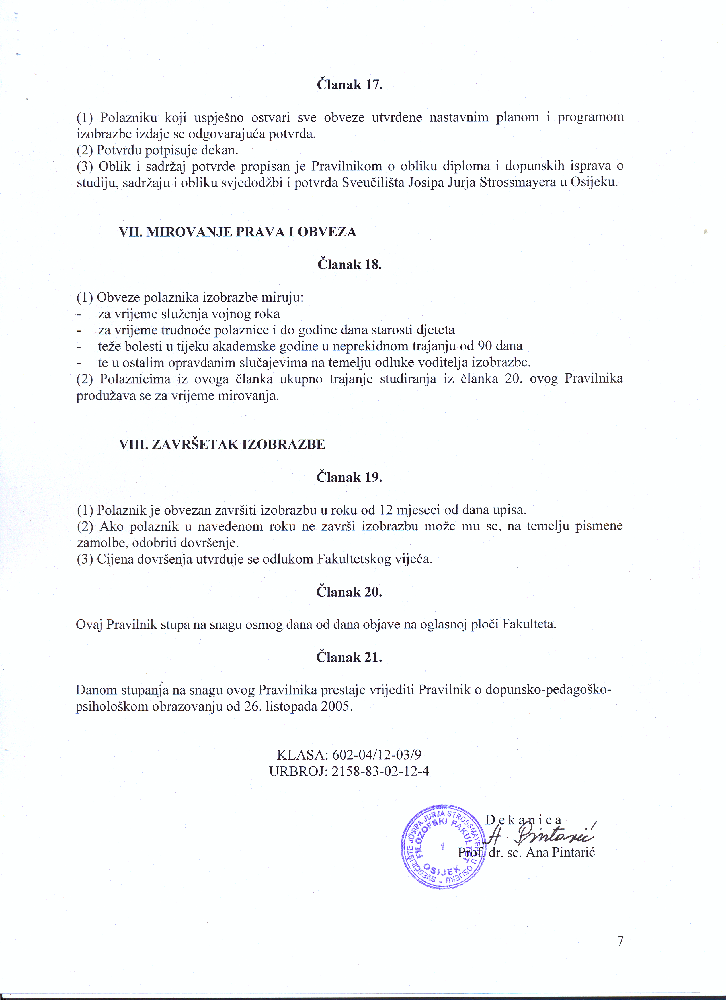 Članak 17.
(1) Polazniku koji uspješno ostvari sve obveze utvrđene nastavnim planom i programom
izobrazbe izdaje se odgovarajuća potvrda.
(2) Potvrdu potpisuje dekan.
(3) Oblik i sadržaj potvrde propisan je Pravilnikom o obliku diploma i dopunskih isprava o
studiju, sadržaju i obliku svjedodžbi i potvrda Sveučilišta Josipa Jurja Strossmayera u Osijeku.
VII. MIROVANJE PRAVA I OBVEZA
Članak 18.
(1) Obveze polaznika izobrazbe miruju:
- za vrijeme služenja vojnog roka
- za vrijeme trudnoće polaznice i do godine dana starosti djeteta
- teže bolesti u tijeku akademske godine u neprekidnom trajanju od 90 dana
- te u ostalim opravdanim slučajevima na temelju odluke voditelja izobrazbe.
(2) Polaznicima iz ovoga članka ukupno trajanje studiranja iz članka 20. ovog Pravilnika
produžava se za vrijeme mirovanja.
VIII. ZAVRŠETAK IZOBRAZBE
Članak 19.
(1) Polaznik je obvezan završiti izobrazbu u roku od 12 mjeseci od dana upisa.
(2) Ako polaznik u navedenom roku ne završi izobrazbu može mu se, na temelju pismene
zamolbe, odobriti dovršenje.
(3) Cijena dovršenja utvrđuje se odlukom Fakultetskog vijeća.
Članak 20.
Ovaj Pravilnik stupa na snagu osmog dana od dana objave na oglasnoj ploči Fakulteta.
Članak 21.
Danom stupanja na snagu ovog Pravilnika prestaje vrijediti Pravilnik o dopunsko-pedagoško-
psihološkom obrazovanju od 26. listopada 2005.
KLASA: 602-04/12-03/9
URBROJ: 2158-83-02-12-4
SVEUČILIŠTE JOSIPA JURJA STROSSMAYERA U OSIJEKU -
FILOZOFSKI FAKULTET
1
OSIJEK
D e k a n i c a
A. Pintarić
Prof. dr. sc. Ana Pintarić
7